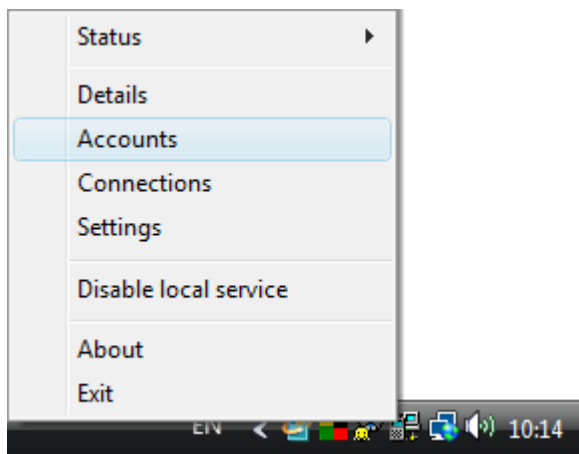 Status
Details
Accounts
Connections
Settings
Disable local service
About
Exit
EN
10:14